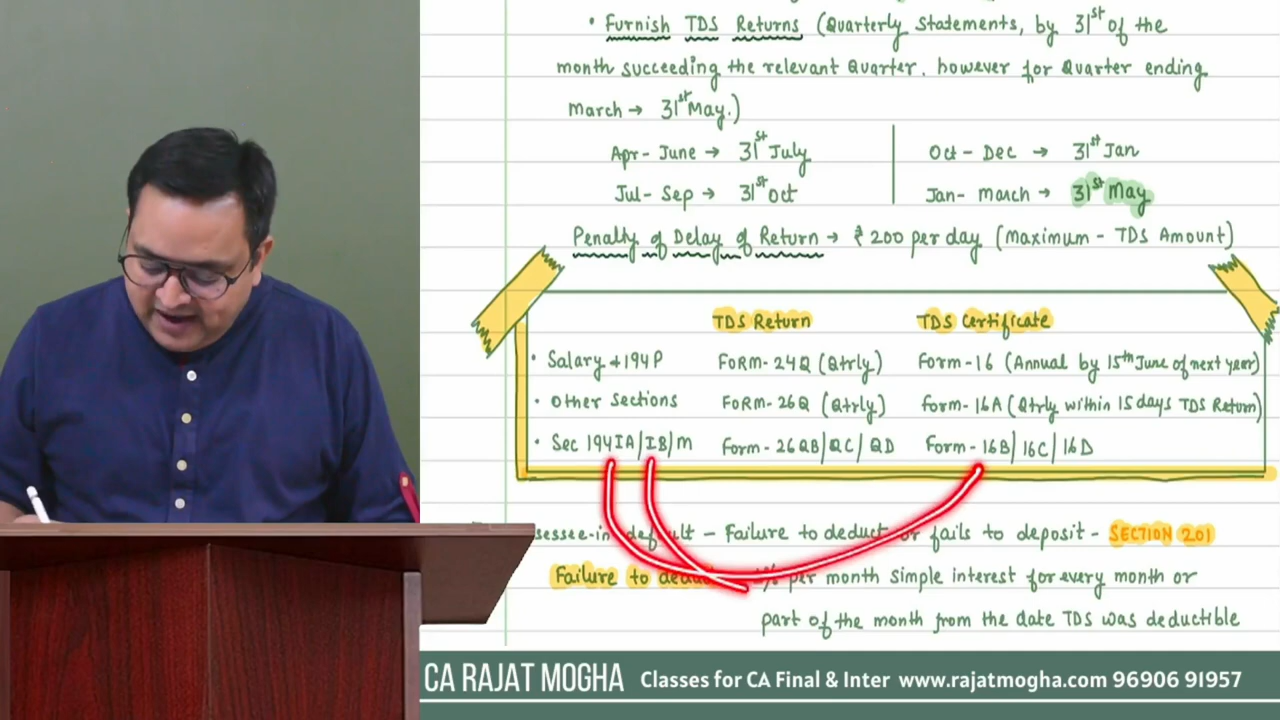 • Furnish TDS Returns (Quarterly Statements, by 31st of the
month succeeding the relevant Quarter. however for Quarter ending
march → 31st May.)
Apr - June → 31st July
Jul - Sep → 31st oct
Oct - Dec → 31st Jan
Jan - march → 31st May
Penalty of Delay of Return → ₹ 200 per day (maximum - TDS Amount)
TDS Return TDS Certificate
• Salary + 194P FORM- 24Q (Qtrly) Form -16 (Annual by 15th June of next year)
• Other Sections FORM- 26Q (Qtrly) Form- 16A (Qtrly within 15 days TDS Return)
• Sec 194IA/IB/M Form- 26QB/QC/QD Form- 16B/16C/16D
default – Failure to deduct or fails to deposit - SECTION 201
Failure to deduct 1% per month simple interest for every month or
part of the month from the date TDS was deductible
CA RAJAT MOGHA Classes for CA Final & Inter www.rajatmogha.com 96906 91957